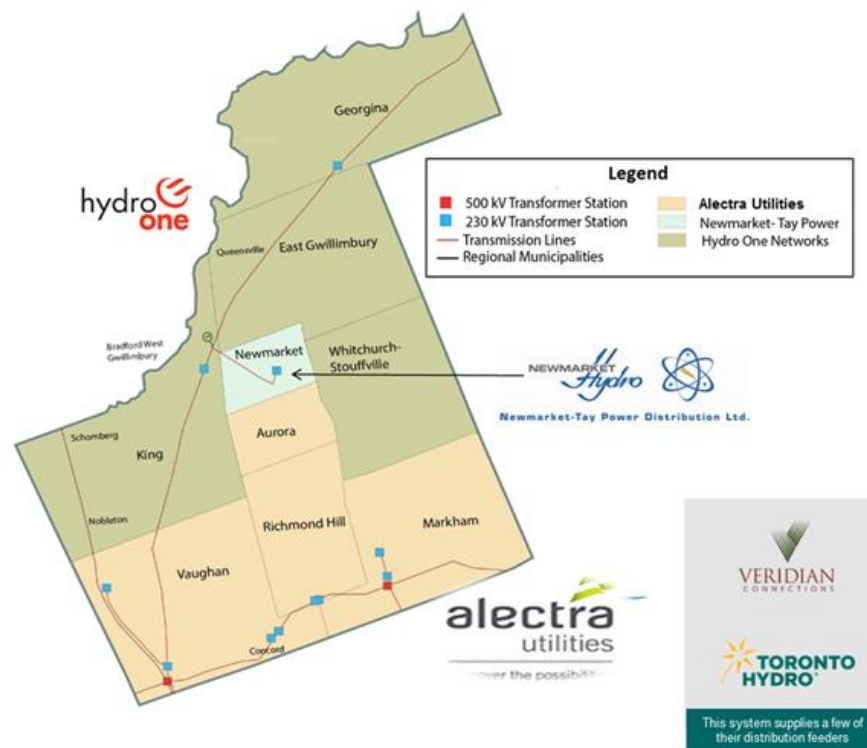 Georgina
hydro
one
Legend
500 kV Transformer Station
230 kV Transformer Station
Transmission Lines
Regional Municipalities
Alectra Utilities
Newmarket- Tay Power
Hydro One Networks
Queensville
East Gwillimbury
Bradford West
Gwillimbury
Newmarket
Whitchurch-
Stouffville
NEWMARKET
Hydro
Newmarket-Tay Power Distribution Ltd.
Aurora
Schomberg
King
Nobleton
Richmond Hill
Markham
Vaughan
Concord
alectra
utilities
over the possibiliti
VERIDIAN
CONNECTIONS
TORONTO
HYDRO
This system supplies a few of
their distribution feeders